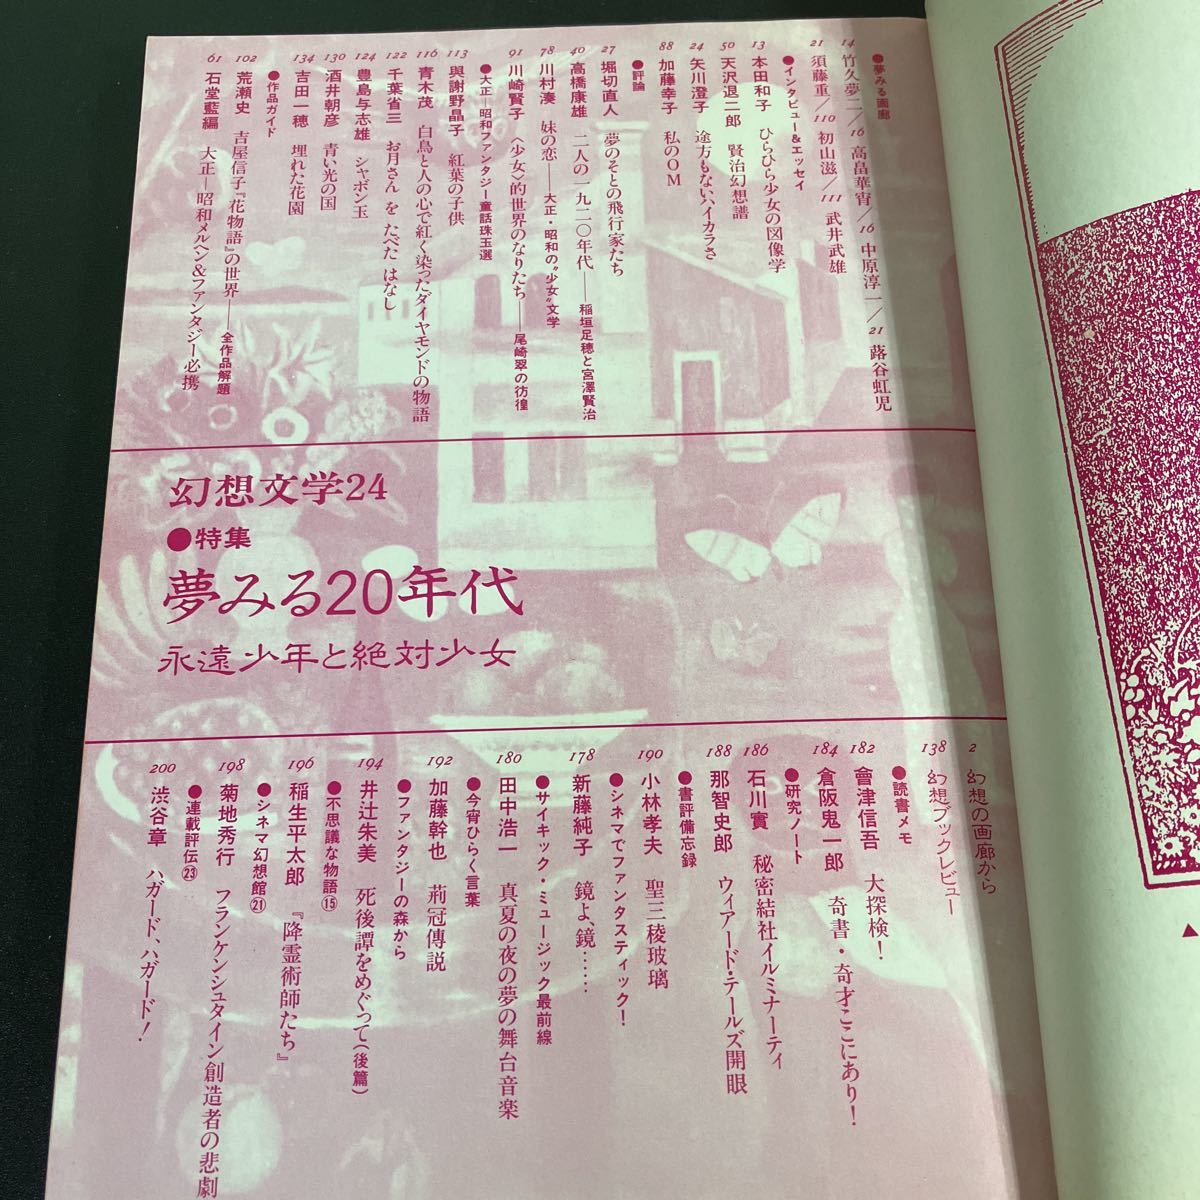 ●夢みる画廊
14 竹久夢二／16 高畠華宵／16 中原淳一／21 蕗谷虹児
21 須藤重／110 初山滋／111 武井武雄
●インタビュー&エッセイ
13 本田和子 ひらひら少女の図像学
50 天沢退二郎 賢治幻想譜
24 矢川澄子 途方もないハイカラさ
88 加藤幸子 私のOM
●評論
27 堀切直人 夢のそとの飛行家たち
40 高橋康雄 二人の一九二〇年代——稲垣足穂と宮澤賢治
78 川村湊 妹の恋——大正・昭和の〝少女〟文学
91 川崎賢子 〈少女〉的世界のなりたち——尾崎翠の彷徨
●大正—昭和ファンタジー童話珠玉選
113 與謝野晶子 紅葉の子供
116 青木茂 白鳥と人の心で紅く染ったダイヤモンドの物語
122 千葉省三 お月さん を たべた はなし
124 豊島与志雄 シャボン玉
130 酒井朝彦 青い光の国
134 吉田一穂 埋れた花園
●作品ガイド
102 荒瀬史 吉屋信子『花物語』の世界——全作品解題
61 石堂藍編 大正—昭和メルヘン&ファンタジー必携
幻想文学24
●特集
夢みる20年代
永遠少年と絶対少女
2 幻想の画廊から
138 幻想ブックレビュー
●読書メモ
182 會津信吾 大探検！
184 倉阪鬼一郎 奇書・奇才ここにあり！
●研究ノート
186 石川實 秘密結社イルミナーティ
188 那智史郎 ウィアード・テールズ開眼
●書評備忘録
190 小林孝夫 聖三稜玻璃
●シネマでファンタスティック！
178 新藤純子 鏡よ、鏡……
●サイキック・ミュージック最前線
180 田中浩一 真夏の夜の夢の舞台音楽
●今宵ひらく言葉
192 加藤幹也 荊冠傳説
●ファンタジーの森から
194 井辻朱美 死後譚をめぐって（後篇）
●不思議な物語⑮
196 稲生平太郎 『降霊術師たち』
●シネマ幻想館㉑
198 菊地秀行 フランケンシュタイン創造者の悲劇
●連載評伝㉓
200 渋谷章 ハガード、ハガード！
▲